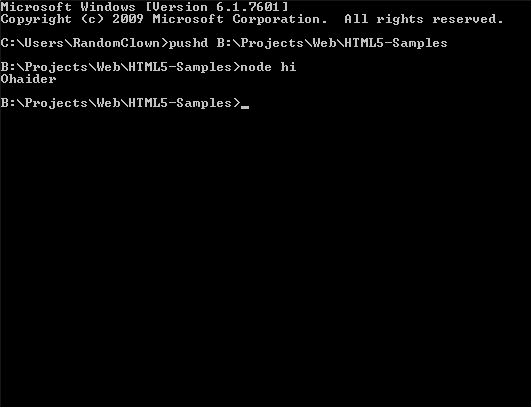 Microsoft Windows [Version 6.1.7601]
Copyright (c) 2009 Microsoft Corporation.  All rights reserved.
C:\Users\RandomClown>pushd B:\Projects\Web\HTML5-Samples
B:\Projects\Web\HTML5-Samples>node hi
Ohaider
B:\Projects\Web\HTML5-Samples>_